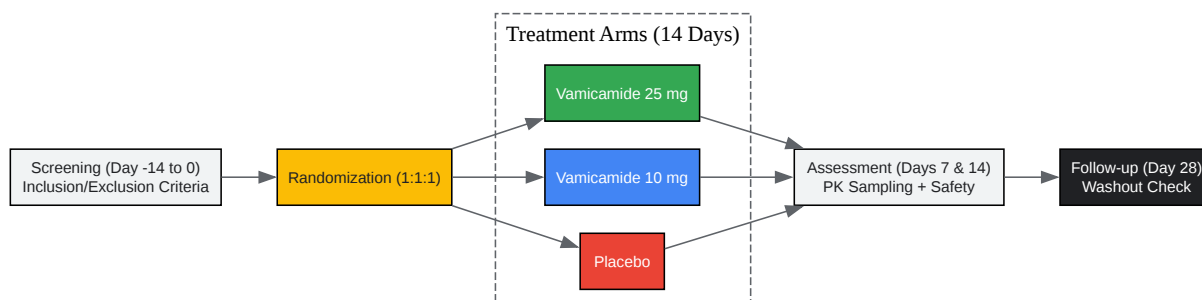 Treatment Arms (14 Days)
Vamicamide 25 mg
Screening (Day -14 to 0)
Inclusion/Exclusion Criteria
Randomization (1:1:1)
Vamicamide 10 mg
Assessment (Days 7 & 14)
PK Sampling + Safety
Follow-up (Day 28)
Washout Check
Placebo